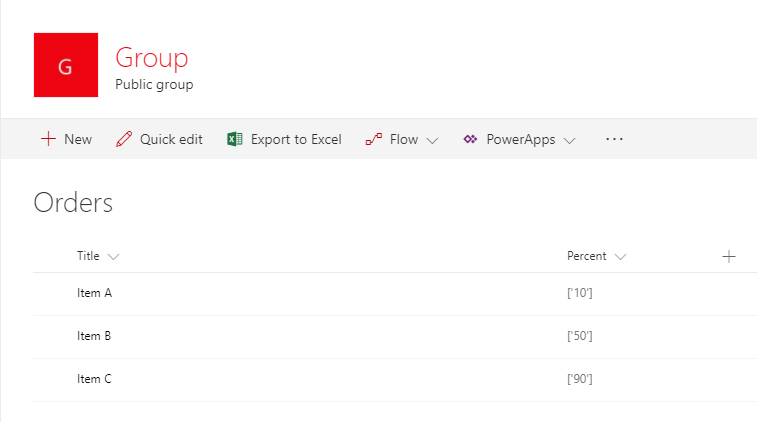 G
Group
Public group
New Quick edit Export to Excel Flow PowerApps ...
Orders
Title Percent
Item A ['10']
Item B ['50']
Item C ['90']